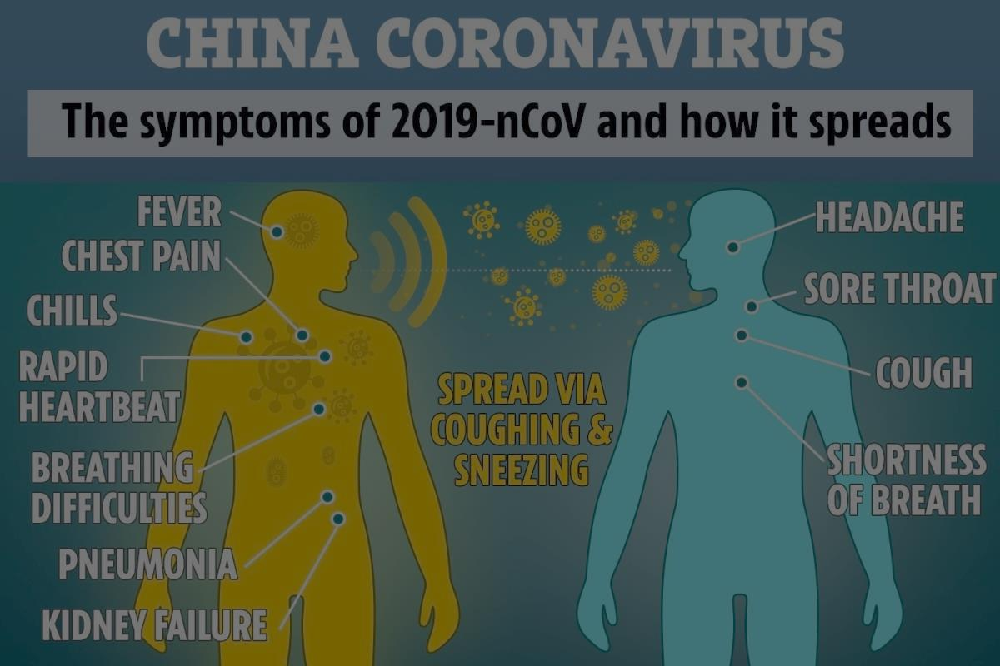 CHINA CORONAVIRUS
The symptoms of 2019-nCoV and how it spreads
FEVER
CHEST PAIN
CHILLS
RAPID
HEARTBEAT
BREATHING
DIFFICULTIES
PNEUMONIA
KIDNEY FAILURE
SPREAD VIA
COUGHING &
SNEEZING
HEADACHE
SORE THROAT
COUGH
SHORTNESS
OF BREATH